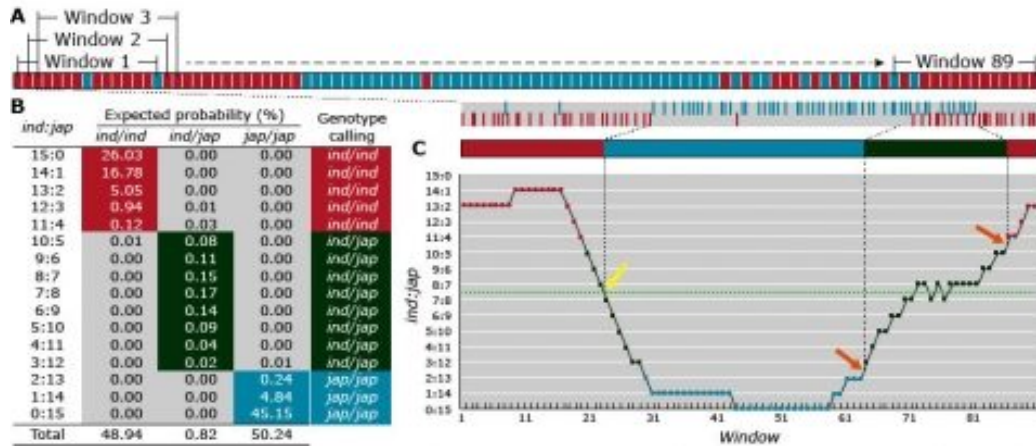 A
Window 3
Window 2
Window 1
Window 89
B
ind:jap Expected probability (%) Genotype calling
ind/ind ind/jap jap/jap
15:0 26.03 0.00 0.00 ind/ind
14:1 16.78 0.00 0.00 ind/ind
13:2 5.05 0.00 0.00 ind/ind
12:3 0.94 0.01 0.00 ind/ind
11:4 0.12 0.03 0.00 ind/ind
10:5 0.01 0.08 0.00 ind/jap
9:6 0.00 0.11 0.00 ind/jap
8:7 0.00 0.15 0.00 ind/jap
7:8 0.00 0.17 0.00 ind/jap
6:9 0.00 0.14 0.00 ind/jap
5:10 0.00 0.09 0.00 ind/jap
4:11 0.00 0.04 0.00 ind/jap
3:12 0.00 0.02 0.01 ind/jap
2:13 0.00 0.00 0.24 jap/jap
1:14 0.00 0.00 4.84 jap/jap
0:15 0.00 0.00 45.15 jap/jap
Total 48.94 0.82 50.24
C
ind:jap
15:0
14:1
13:2
12:3
11:4
10:5
9:6
8:7
7:8
6:9
5:10
4:11
3:12
2:13
1:14
0:15
1 11 21 31 41 51 61 71 81
Window